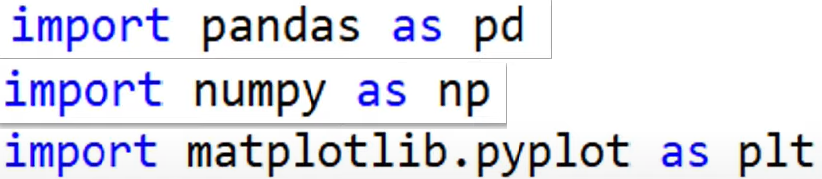 import pandas as pd
import numpy as np
import matplotlib.pyplot as plt